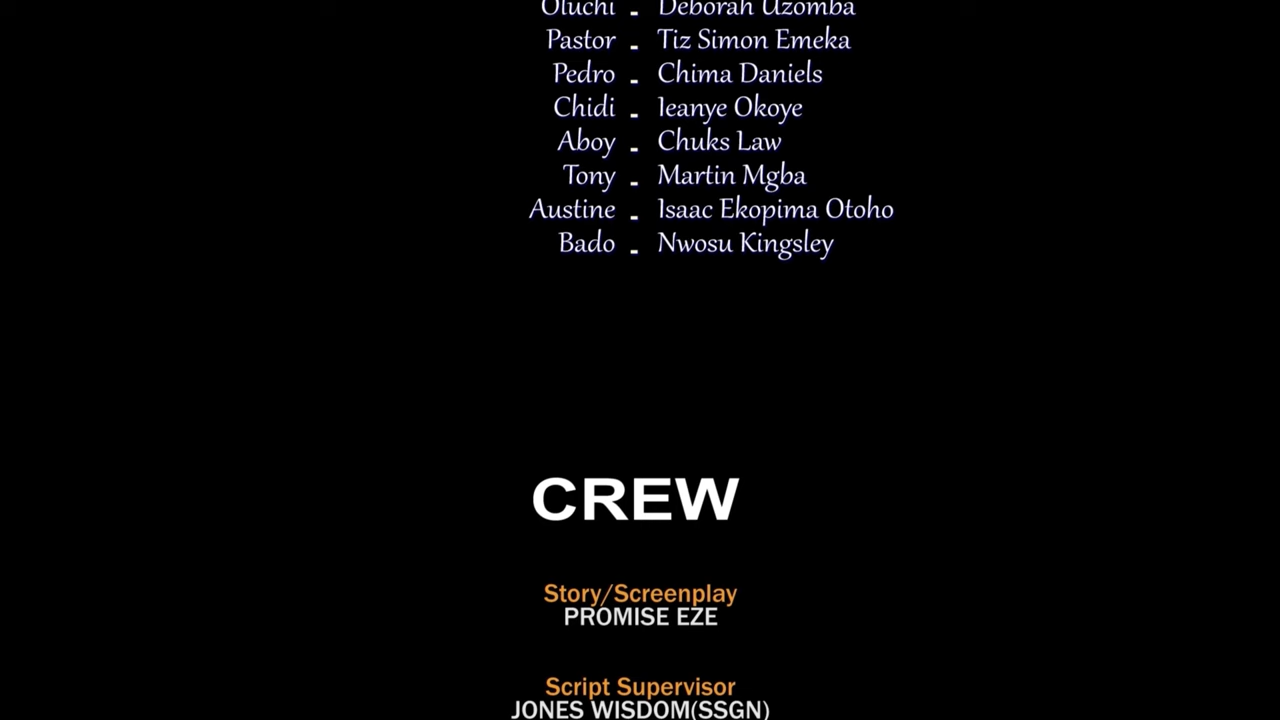 Oluchi - Deborah Uzomba
Pastor - Tiz Simon Emeka
Pedro - Chima Daniels
Chidi - Ieanye Okoye
Aboy - Chuks Law
Tony - Martin Mgba
Austine - Isaac Ekopima Otoho
Bado - Nwosu Kingsley
CREW
Story/Screenplay
PROMISE EZE
Script Supervisor
JONES WISDOM(SSGN)